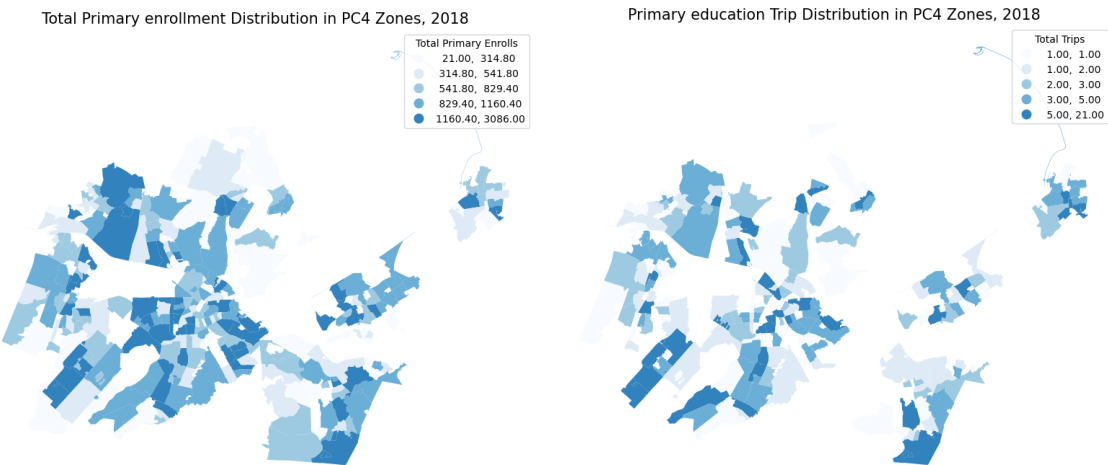 Total Primary enrollment Distribution in PC4 Zones, 2018
Total Primary Enrolls
21.00, 314.80
314.80, 541.80
541.80, 829.40
829.40, 1160.40
1160.40, 3086.00
Primary education Trip Distribution in PC4 Zones, 2018
Total Trips
1.00, 1.00
1.00, 2.00
2.00, 3.00
3.00, 5.00
5.00, 21.00